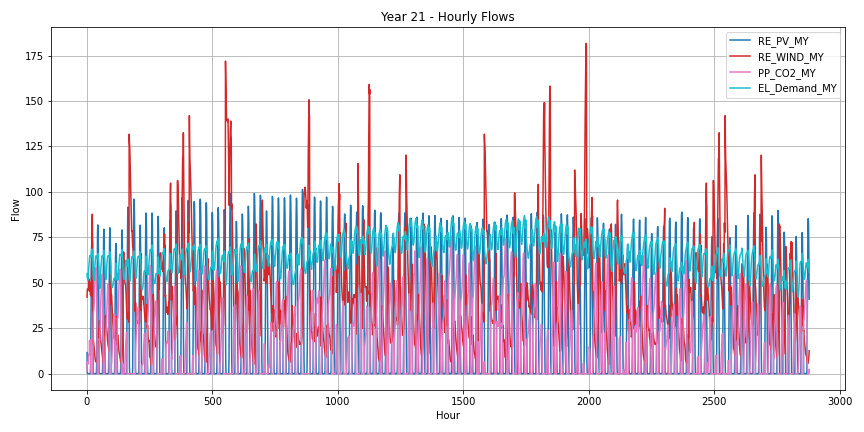 Year 21 - Hourly Flows
RE_PV_MY
RE_WIND_MY
PP_CO2_MY
EL_Demand_MY
175
150
125
100
75
50
25
0
Flow
0 500 1000 1500 2000 2500 3000
Hour